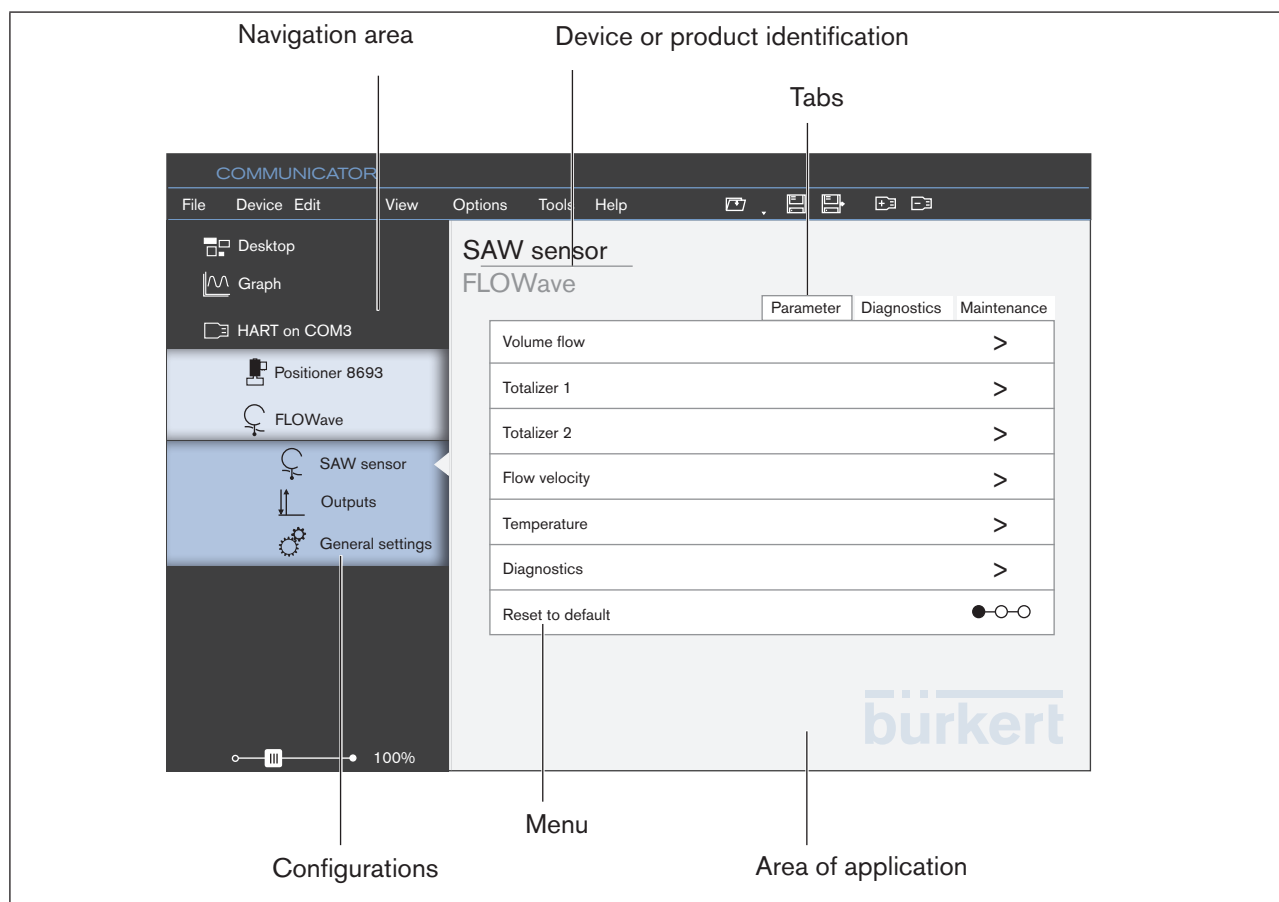 Navigation area
Device or product identification
Tabs
COMMUNICATOR
File Device Edit View Options Tools Help
Desktop
Graph
HART on COM3
Positioner 8693
FLOWave
SAW sensor
Outputs
General settings
100%
SAW sensor
FLOWave
Parameter Diagnostics Maintenance
Volume flow >
Totalizer 1 >
Totalizer 2 >
Flow velocity >
Temperature >
Diagnostics >
Reset to default
burkert
Menu
Configurations
Area of application